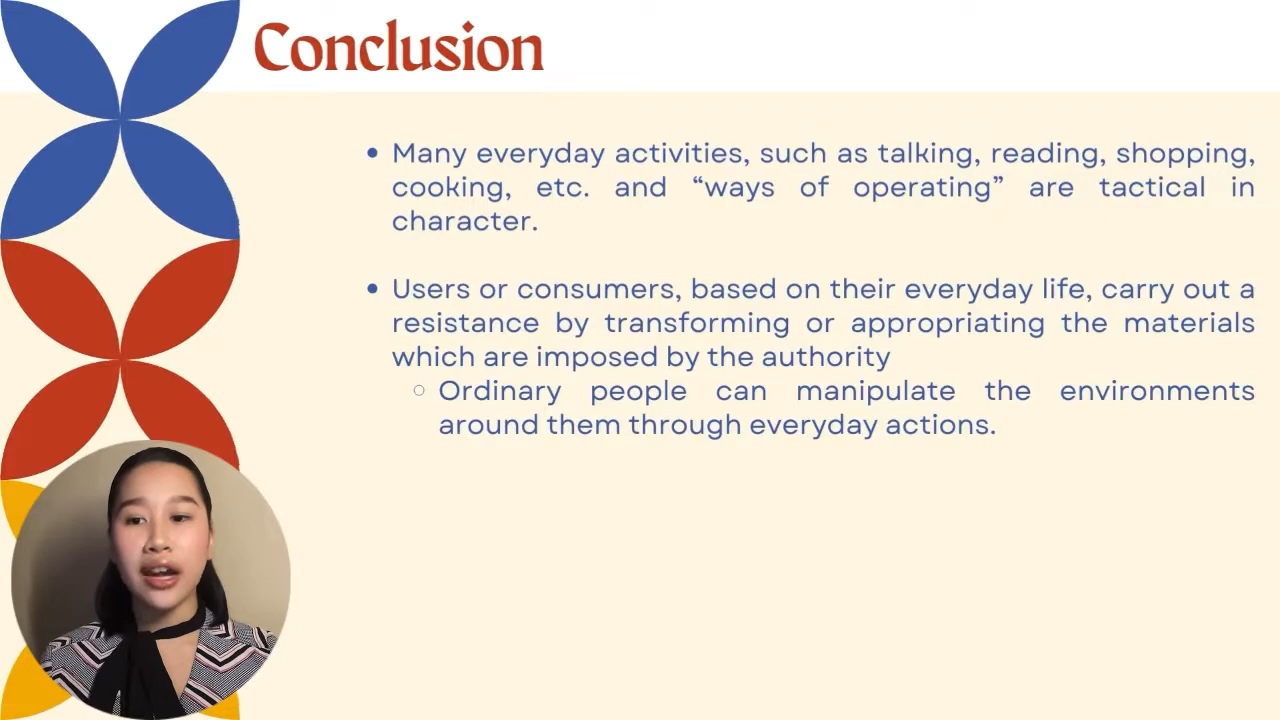 Conclusion
• Many everyday activities, such as talking, reading, shopping,
cooking, etc. and “ways of operating” are tactical in
character.
• Users or consumers, based on their everyday life, carry out a
resistance by transforming or appropriating the materials
which are imposed by the authority
○ Ordinary people can manipulate the environments
around them through everyday actions.